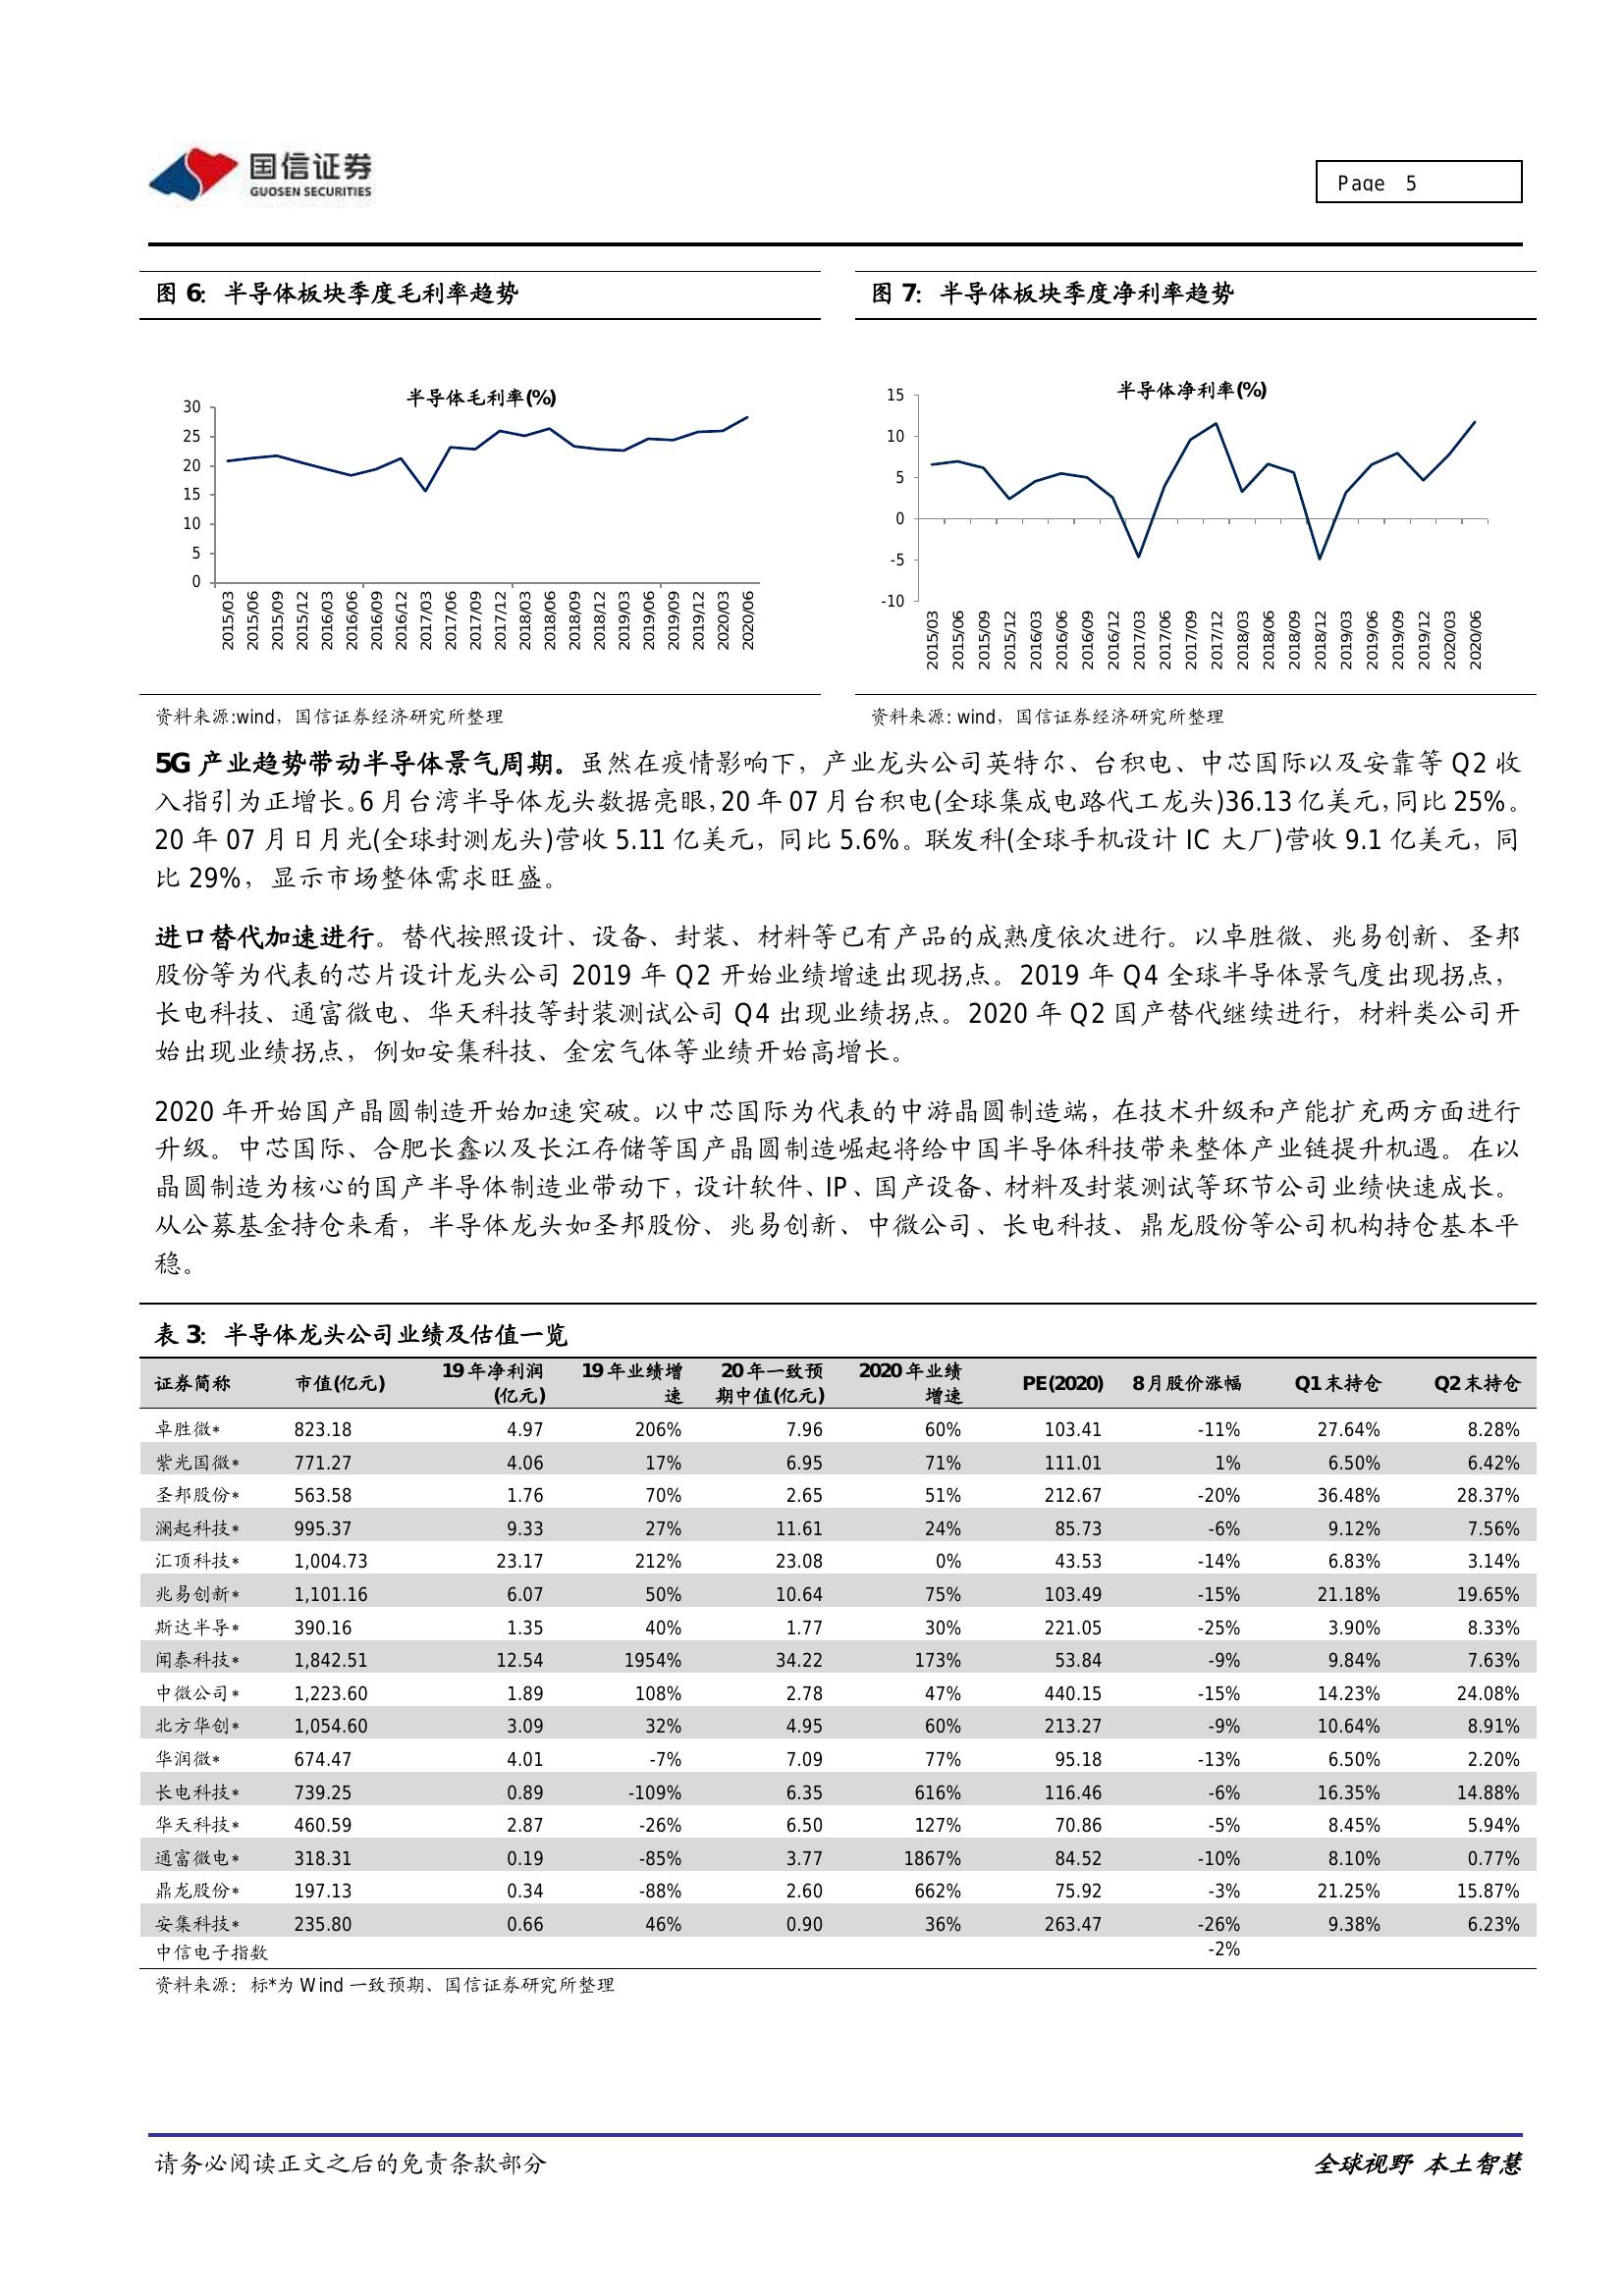 国信证券
GUOSEN SECURITIES
Page 5
图 6：半导体板块季度毛利率趋势
半导体毛利率(%)
30
25
20
15
10
5
0
2015/03 2015/06 2015/09 2015/12 2016/03 2016/06 2016/09 2016/12 2017/03 2017/06 2017/09 2017/12 2018/03 2018/06 2018/09 2018/12 2019/03 2019/06 2019/09 2019/12 2020/03 2020/06
资料来源:wind，国信证券经济研究所整理
图 7：半导体板块季度净利率趋势
半导体净利率(%)
15
10
5
0
-5
-10
2015/03 2015/06 2015/09 2015/12 2016/03 2016/06 2016/09 2016/12 2017/03 2017/06 2017/09 2017/12 2018/03 2018/06 2018/09 2018/12 2019/03 2019/06 2019/09 2019/12 2020/03 2020/06
资料来源: wind，国信证券经济研究所整理
5G 产业趋势带动半导体景气周期。虽然在疫情影响下，产业龙头公司英特尔、台积电、中芯国际以及安靠等 Q2 收
入指引为正增长。6 月台湾半导体龙头数据亮眼，20 年 07 月台积电(全球集成电路代工龙头)36.13 亿美元，同比 25%。
20 年 07 月日月光(全球封测龙头)营收 5.11 亿美元，同比 5.6%。联发科(全球手机设计 IC 大厂)营收 9.1 亿美元，同
比 29%，显示市场整体需求旺盛。
进口替代加速进行。替代按照设计、设备、封装、材料等已有产品的成熟度依次进行。以卓胜微、兆易创新、圣邦
股份等为代表的芯片设计龙头公司 2019 年 Q2 开始业绩增速出现拐点。2019 年 Q4 全球半导体景气度出现拐点，
长电科技、通富微电、华天科技等封装测试公司 Q4 出现业绩拐点。2020 年 Q2 国产替代继续进行，材料类公司开
始出现业绩拐点，例如安集科技、金宏气体等业绩开始高增长。
2020 年开始国产晶圆制造开始加速突破。以中芯国际为代表的中游晶圆制造端，在技术升级和产能扩充两方面进行
升级。中芯国际、合肥长鑫以及长江存储等国产晶圆制造崛起将给中国半导体科技带来整体产业链提升机遇。在以
晶圆制造为核心的国产半导体制造业带动下，设计软件、IP、国产设备、材料及封装测试等环节公司业绩快速成长。
从公募基金持仓来看，半导体龙头如圣邦股份、兆易创新、中微公司、长电科技、鼎龙股份等公司机构持仓基本平
稳。
表 3：半导体龙头公司业绩及估值一览
证券简称 市值(亿元) 19 年净利润(亿元) 19 年业绩增速 20 年一致预期中值(亿元) 2020 年业绩增速 PE(2020) 8 月股价涨幅 Q1 末持仓 Q2 末持仓
卓胜微* 823.18 4.97 206% 7.96 60% 103.41 -11% 27.64% 8.28%
紫光国微* 771.27 4.06 17% 6.95 71% 111.01 1% 6.50% 6.42%
圣邦股份* 563.58 1.76 70% 2.65 51% 212.67 -20% 36.48% 28.37%
澜起科技* 995.37 9.33 27% 11.61 24% 85.73 -6% 9.12% 7.56%
汇顶科技* 1,004.73 23.17 212% 23.08 0% 43.53 -14% 6.83% 3.14%
兆易创新* 1,101.16 6.07 50% 10.64 75% 103.49 -15% 21.18% 19.65%
斯达半导* 390.16 1.35 40% 1.77 30% 221.05 -25% 3.90% 8.33%
闻泰科技* 1,842.51 12.54 1954% 34.22 173% 53.84 -9% 9.84% 7.63%
中微公司* 1,223.60 1.89 108% 2.78 47% 440.15 -15% 14.23% 24.08%
北方华创* 1,054.60 3.09 32% 4.95 60% 213.27 -9% 10.64% 8.91%
华润微* 674.47 4.01 -7% 7.09 77% 95.18 -13% 6.50% 2.20%
长电科技* 739.25 0.89 -109% 6.35 616% 116.46 -6% 16.35% 14.88%
华天科技* 460.59 2.87 -26% 6.50 127% 70.86 -5% 8.45% 5.94%
通富微电* 318.31 0.19 -85% 3.77 1867% 84.52 -10% 8.10% 0.77%
鼎龙股份* 197.13 0.34 -88% 2.60 662% 75.92 -3% 21.25% 15.87%
安集科技* 235.80 0.66 46% 0.90 36% 263.47 -26% 9.38% 6.23%
中信电子指数 -2%
资料来源：标*为 Wind 一致预期、国信证券研究所整理
请务必阅读正文之后的免责条款部分
全球视野 本土智慧